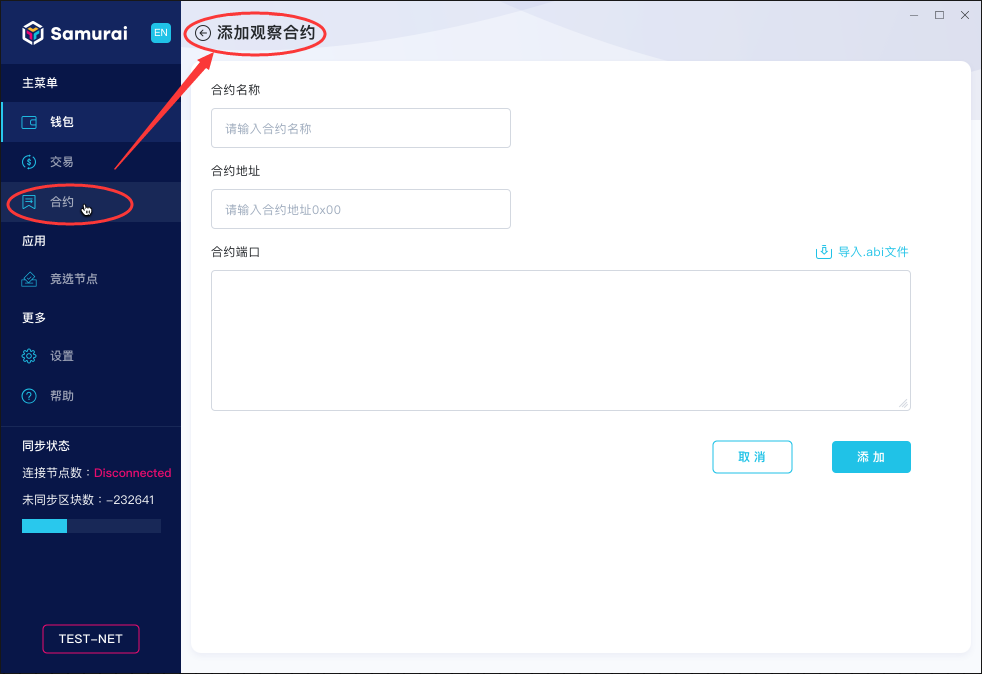 Samurai
EN
主菜单
钱包
交易
合约
应用
竞选节点
更多
设置
帮助
同步状态
连接节点数：Disconnected
未同步区块数：-232641
TEST-NET
添加观察合约
合约名称
请输入合约名称
合约地址
请输入合约地址0x00
合约端口
导入.abi文件
取 消
添 加